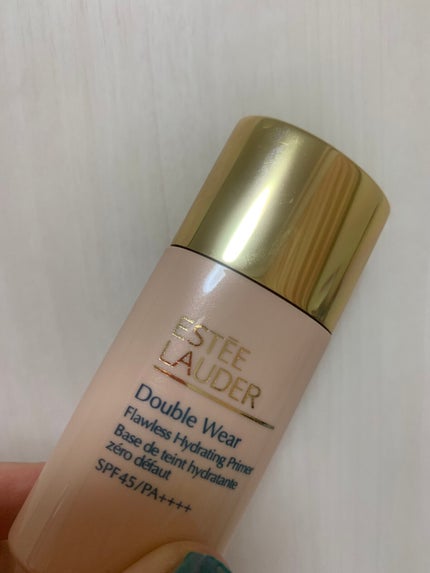 ESTĒE
LAUDER
Double Wear
Flawless Hydrating Primer
Base de teint hydratante
zéro défaut
SPF45/PA++++